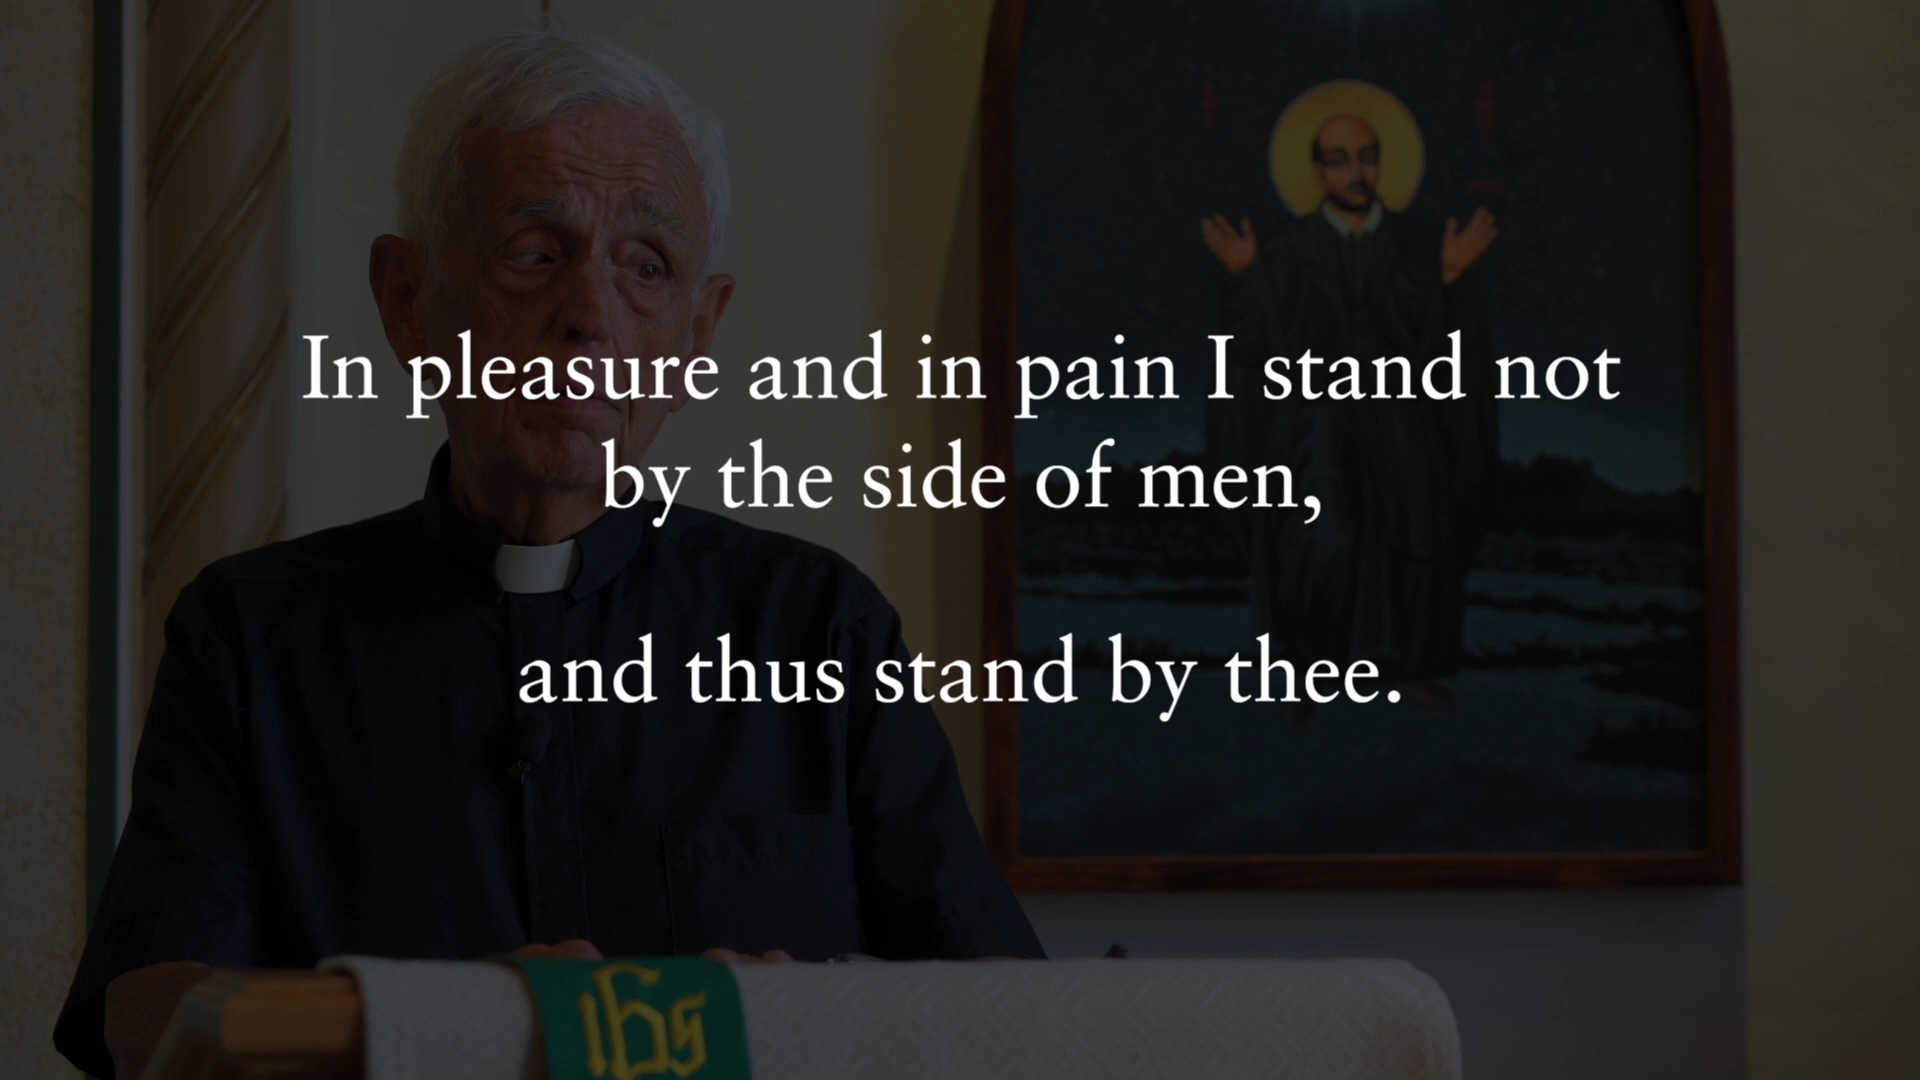 In pleasure and in pain I stand not
by the side of men,
and thus stand by thee.
ihs